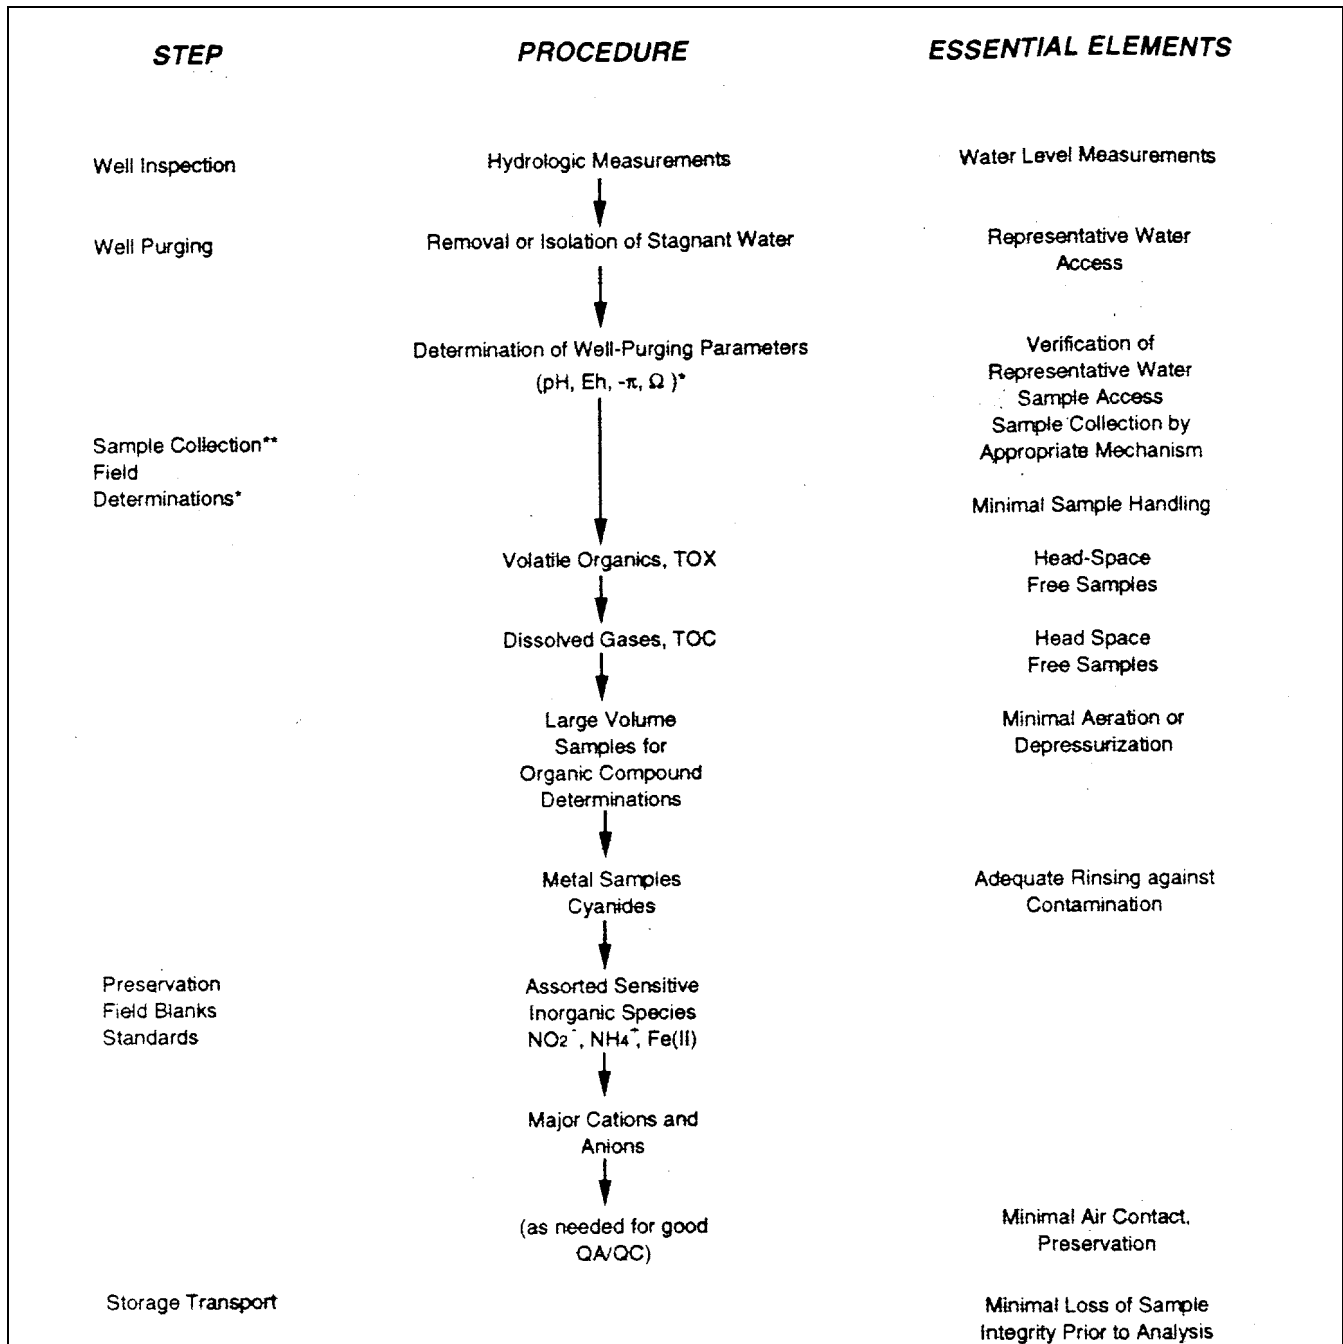 STEP
PROCEDURE
ESSENTIAL ELEMENTS
Well Inspection
Hydrologic Measurements
Water Level Measurements
Well Purging
Removal or Isolation of Stagnant Water
Representative Water
Access
Determination of Well-Purging Parameters
(pH, Eh, -π, Ω )*
Verification of
Representative Water
Sample Access
Sample Collection by
Appropriate Mechanism
Sample Collection**
Field
Determinations*
Minimal Sample Handling
Volatile Organics, TOX
Head-Space
Free Samples
Dissolved Gases, TOC
Head Space
Free Samples
Large Volume
Samples for
Organic Compound
Determinations
Minimal Aeration or
Depressurization
Metal Samples
Cyanides
Adequate Rinsing against
Contamination
Preservation
Field Blanks
Standards
Assorted Sensitive
Inorganic Species
NO2⁻, NH4⁺, Fe(II)
Major Cations and
Anions
(as needed for good
QA/QC)
Minimal Air Contact,
Preservation
Storage Transport
Minimal Loss of Sample
Integrity Prior to Analysis